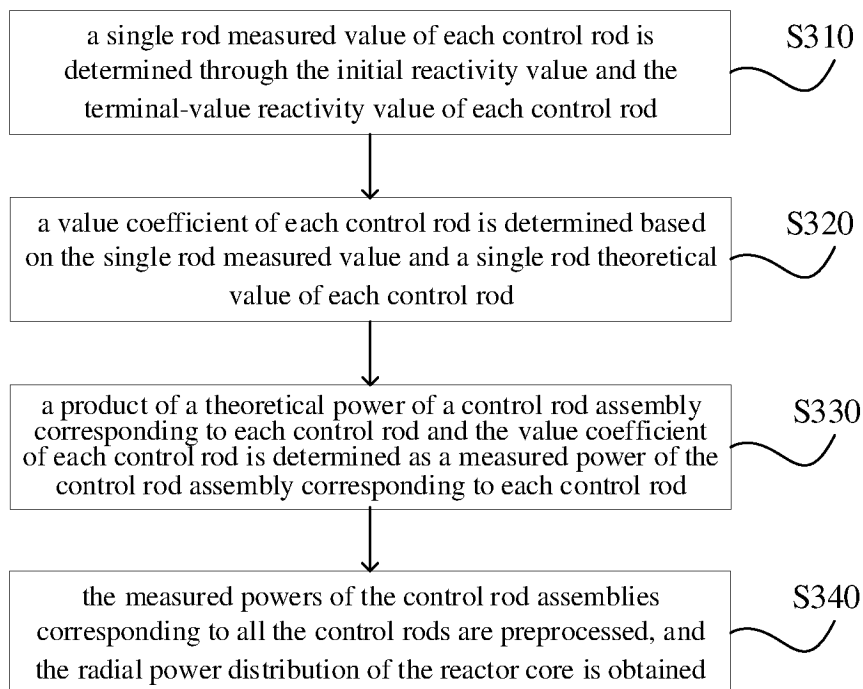 a single rod measured value of each control rod is
determined through the initial reactivity value and the
terminal-value reactivity value of each control rod
S310
a value coefficient of each control rod is determined based
on the single rod measured value and a single rod theoretical
value of each control rod
S320
a product of a theoretical power of a control rod assembly
corresponding to each control rod and the value coefficient
of each control rod is determined as a measured power of the
control rod assembly corresponding to each control rod
S330
the measured powers of the control rod assemblies
corresponding to all the control rods are preprocessed, and
the radial power distribution of the reactor core is obtained
S340